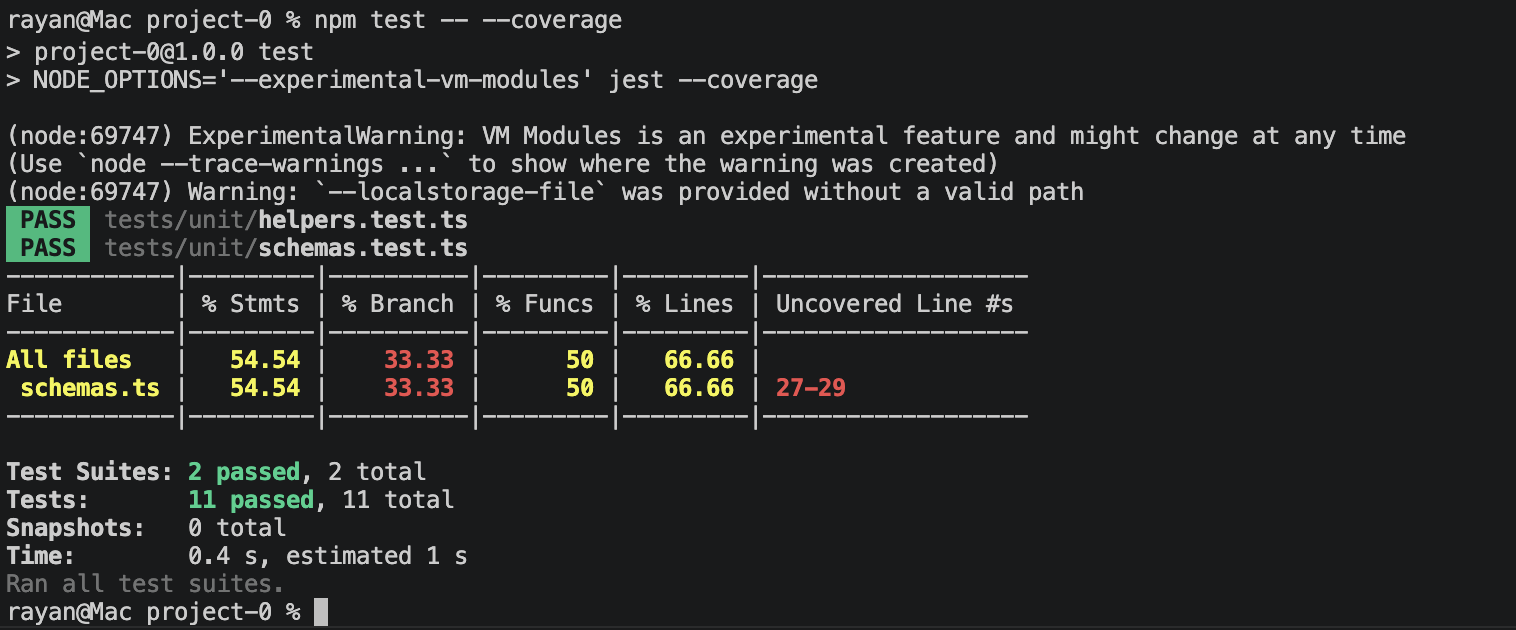 rayan@Mac project-0 % npm test -- --coverage
> project-0@1.0.0 test
> NODE_OPTIONS='--experimental-vm-modules' jest --coverage
(node:69747) ExperimentalWarning: VM Modules is an experimental feature and might change at any time
(Use `node --trace-warnings ...` to show where the warning was created)
(node:69747) Warning: `--localstorage-file` was provided without a valid path
PASS tests/unit/helpers.test.ts
PASS tests/unit/schemas.test.ts
------------|---------|----------|---------|---------|-------------------
File        | % Stmts | % Branch | % Funcs | % Lines | Uncovered Line #s
------------|---------|----------|---------|---------|-------------------
All files   |   54.54 |    33.33 |      50 |   66.66 |
 schemas.ts |   54.54 |    33.33 |      50 |   66.66 | 27-29
------------|---------|----------|---------|---------|-------------------
Test Suites: 2 passed, 2 total
Tests:       11 passed, 11 total
Snapshots:   0 total
Time:        0.4 s, estimated 1 s
Ran all test suites.
rayan@Mac project-0 %